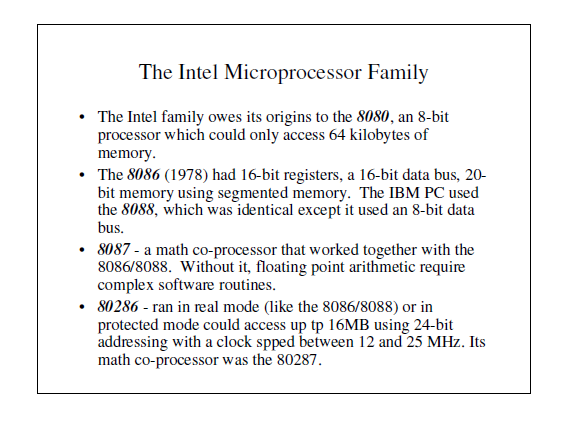 The Intel Microprocessor Family
• The Intel family owes its origins to the 8080, an 8-bit
processor which could only access 64 kilobytes of
memory.
• The 8086 (1978) had 16-bit registers, a 16-bit data bus, 20-
bit memory using segmented memory. The IBM PC used
the 8088, which was identical except it used an 8-bit data
bus.
• 8087 - a math co-processor that worked together with the
8086/8088. Without it, floating point arithmetic require
complex software routines.
• 80286 - ran in real mode (like the 8086/8088) or in
protected mode could access up tp 16MB using 24-bit
addressing with a clock spped between 12 and 25 MHz. Its
math co-processor was the 80287.